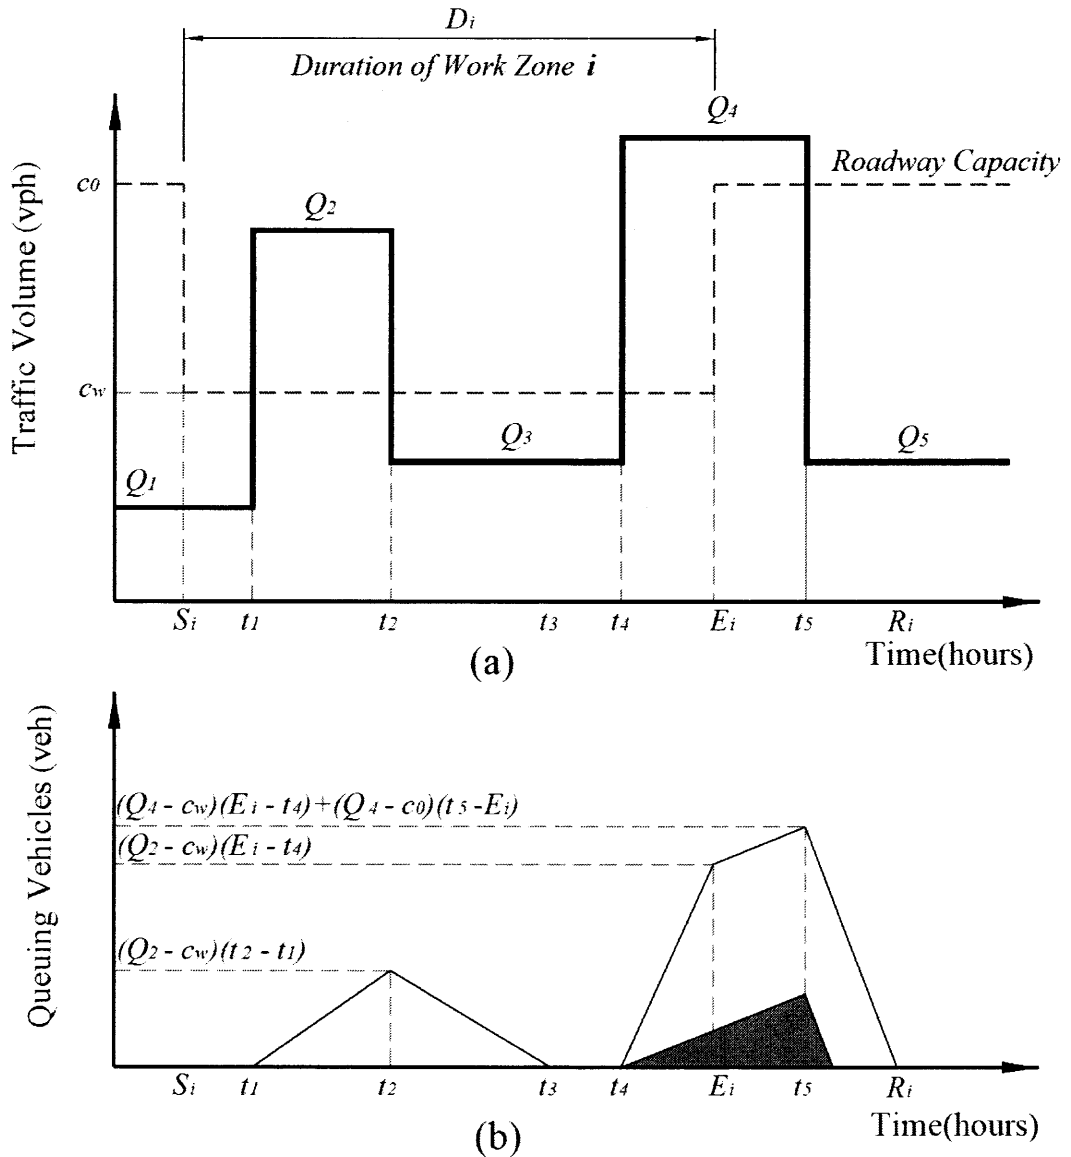 Di
Duration of Work Zone i
Q4
Roadway Capacity
c0
Q2
Traffic Volume (vph)
cw
Q3
Q5
Q1
Si t1 t2 t3 t4 Ei t5 Ri
Time(hours)
(a)
Queuing Vehicles (veh)
(Q4 - cw)(Ei - t4)+(Q4 - c0)(t5 -Ei)
(Q2 - cw)(Ei - t4)
(Q2 - cw)(t2 - t1)
Si t1 t2 t3 t4 Ei t5 Ri
Time(hours)
(b)